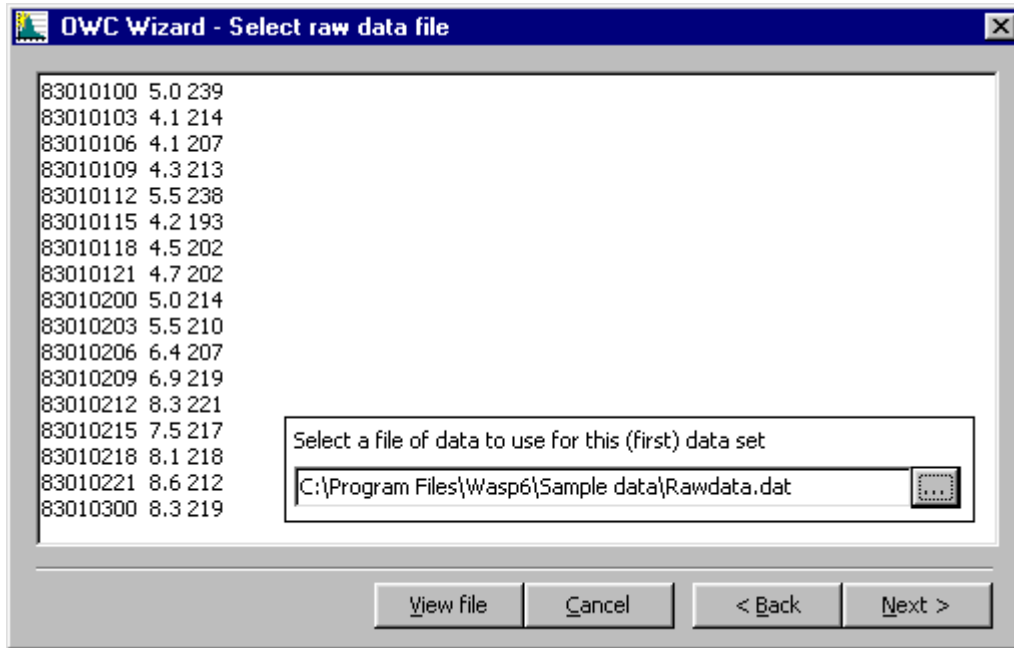 OWC Wizard - Select raw data file
83010100 5.0 239
83010103 4.1 214
83010106 4.1 207
83010109 4.3 213
83010112 5.5 238
83010115 4.2 193
83010118 4.5 202
83010121 4.7 202
83010200 5.0 214
83010203 5.5 210
83010206 6.4 207
83010209 6.9 219
83010212 8.3 221
83010215 7.5 217
83010218 8.1 218
83010221 8.6 212
83010300 8.3 219
Select a file of data to use for this (first) data set
C:\Program Files\Wasp6\Sample data\Rawdata.dat
...
View file Cancel < Back Next >